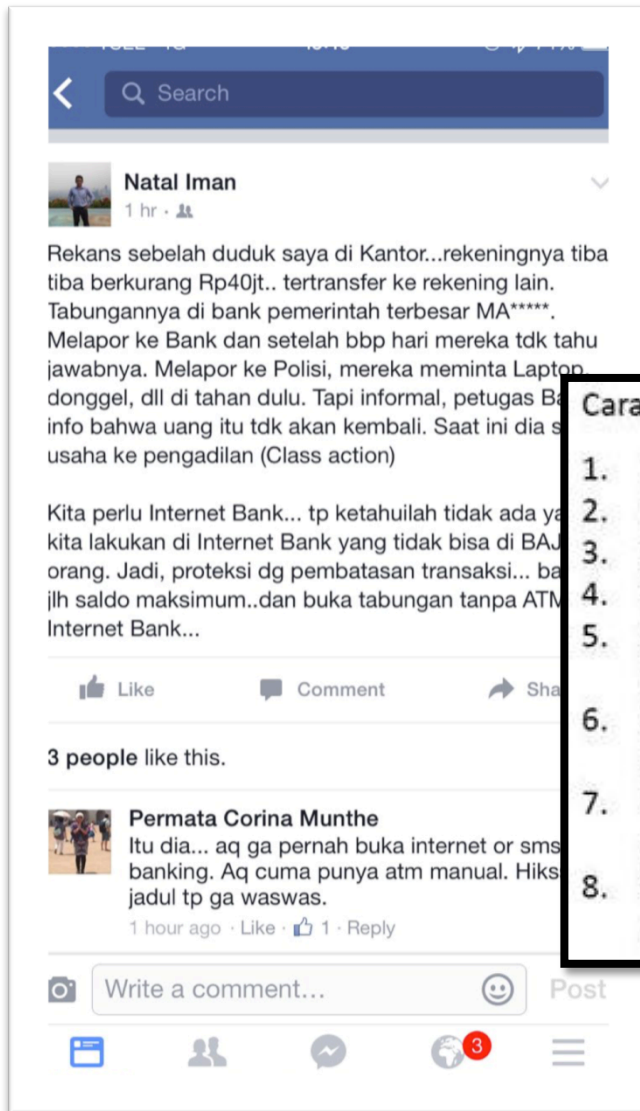 Search
Natal Iman
1 hr
Rekans sebelah duduk saya di Kantor...rekeningnya tiba
tiba berkurang Rp40jt.. tertransfer ke rekening lain.
Tabungannya di bank pemerintah terbesar MA*****.
Melapor ke Bank dan setelah bbp hari mereka tdk tahu
jawabnya. Melapor ke Polisi, mereka meminta Laptop,
donggel, dll di tahan dulu. Tapi informal, petugas
info bahwa uang itu tdk akan kembali. Saat ini dia
usaha ke pengadilan (Class action)
Kita perlu Internet Bank... tp ketahuilah tidak ada
kita lakukan di Internet Bank yang tidak bisa di
orang. Jadi, proteksi dg pembatasan transaksi...
jlh saldo maksimum..dan buka tabungan tanpa
Internet Bank...
Like Comment
3 people like this.
Permata Corina Munthe
Itu dia... aq ga pernah buka internet or sms
banking. Aq cuma punya atm manual. Hiks
jadul tp ga waswas.
1 hour ago · Like · 1 · Reply
Write a comment... Post
3
Cara
1.
2.
3.
4.
5.
6.
7.
8.